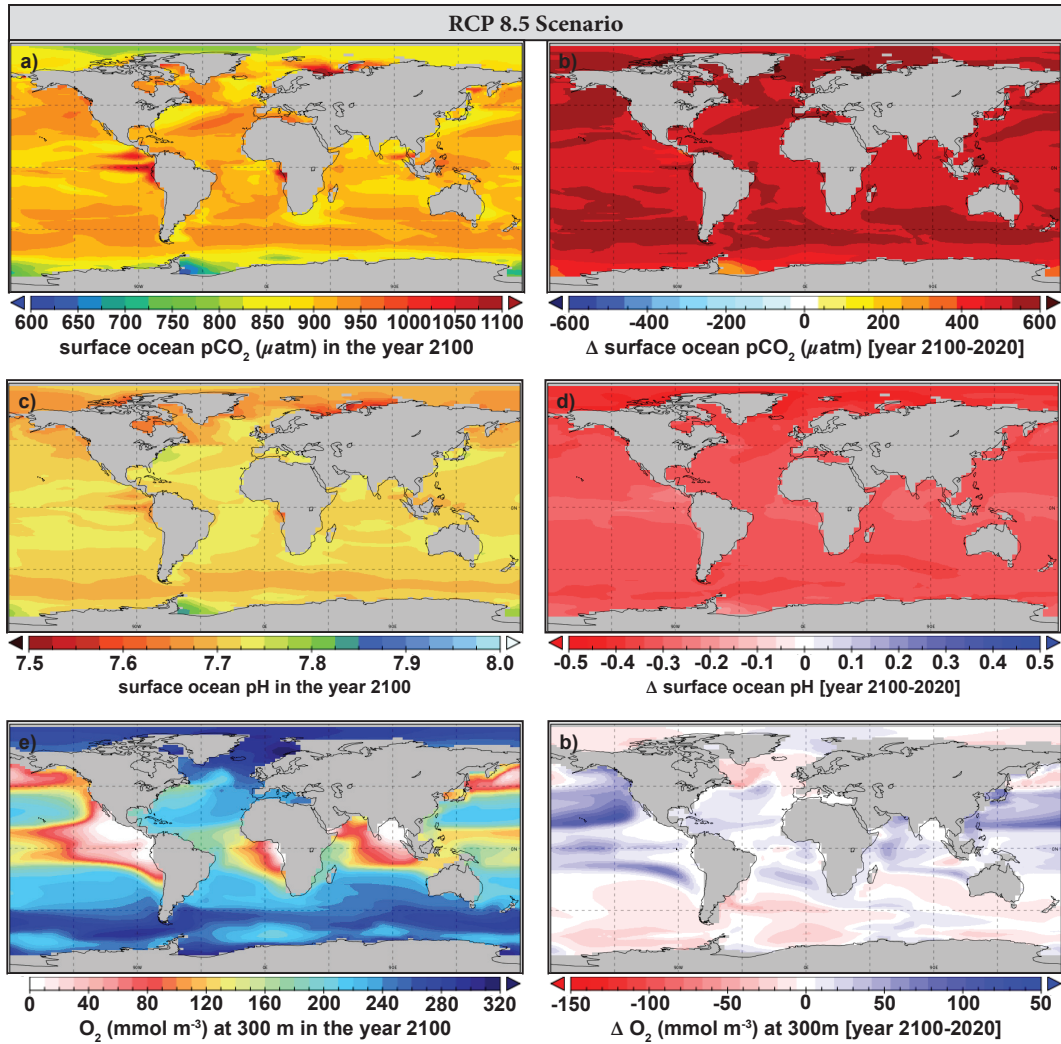 RCP 8.5 Scenario
a)
b)
600 650 700 750 800 850 900 950 1000 1050 1100
surface ocean pCO₂ (µatm) in the year 2100
-600 -400 -200 0 200 400 600
Δ surface ocean pCO₂ (µatm) [year 2100-2020]
c)
d)
7.5 7.6 7.7 7.8 7.9 8.0
surface ocean pH in the year 2100
-0.5 -0.4 -0.3 -0.2 -0.1 0 0.1 0.2 0.3 0.4 0.5
Δ surface ocean pH [year 2100-2020]
e)
b)
0 40 80 120 160 200 240 280 320
O₂ (mmol m⁻³) at 300 m in the year 2100
-150 -100 -50 0 50 100 50
Δ O₂ (mmol m⁻³) at 300m [year 2100-2020]